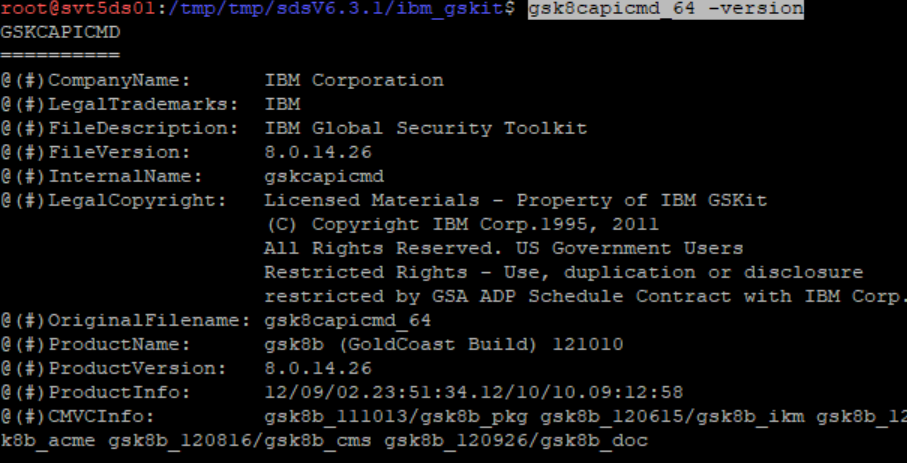 root@svt5ds01:/tmp/tmp/sdsV6.3.1/ibm_gskit$ gsk8capicmd_64 -version
GSKCAPICMD
==========
@(#)CompanyName:      IBM Corporation
@(#)LegalTrademarks:  IBM
@(#)FileDescription:  IBM Global Security Toolkit
@(#)FileVersion:      8.0.14.26
@(#)InternalName:     gskcapicmd
@(#)LegalCopyright:   Licensed Materials - Property of IBM GSKit
                      (C) Copyright IBM Corp.1995, 2011
                      All Rights Reserved. US Government Users
                      Restricted Rights - Use, duplication or disclosure
                      restricted by GSA ADP Schedule Contract with IBM Corp.
@(#)OriginalFilename: gsk8capicmd_64
@(#)ProductName:      gsk8b (GoldCoast Build) 121010
@(#)ProductVersion:   8.0.14.26
@(#)ProductInfo:      12/09/02.23:51:34.12/10/10.09:12:58
@(#)CMVCInfo:         gsk8b_111013/gsk8b_pkg gsk8b_120615/gsk8b_ikm gsk8b_12
k8b_acme gsk8b_120816/gsk8b_cms gsk8b_120926/gsk8b_doc